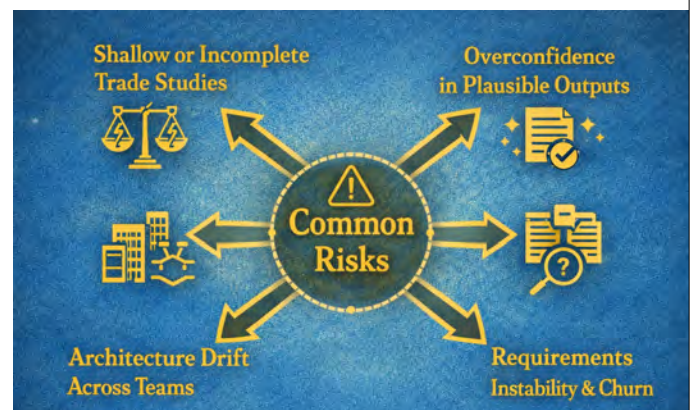 Shallow or Incomplete
Trade Studies
Overconfidence
in Plausible Outputs
!
Common
Risks
?
Architecture Drift
Across Teams
Requirements
Instability & Churn